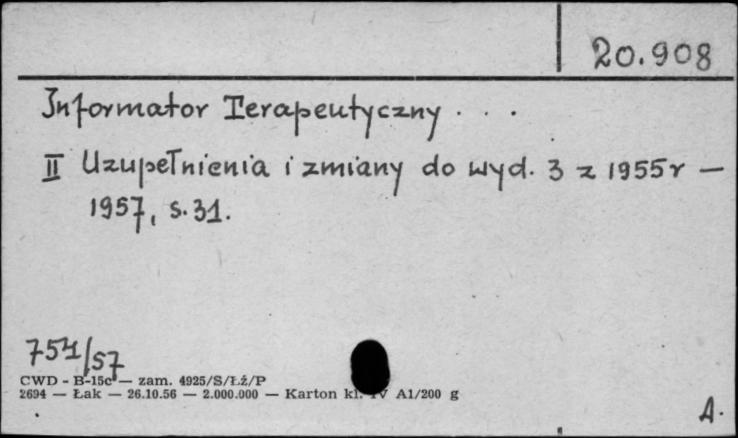 20.908
Informator Terapeutyczny . . .
II Uzupełnienia i zmiany do wyd. 3 z 1955r —
1957, s. 31.
754/57
CWD - B-15c — zam. 4925/S/Łź/P
2694 — Łak — 26.10.56 — 2.000.000 — Karton kl. IV A1/200 g
A.